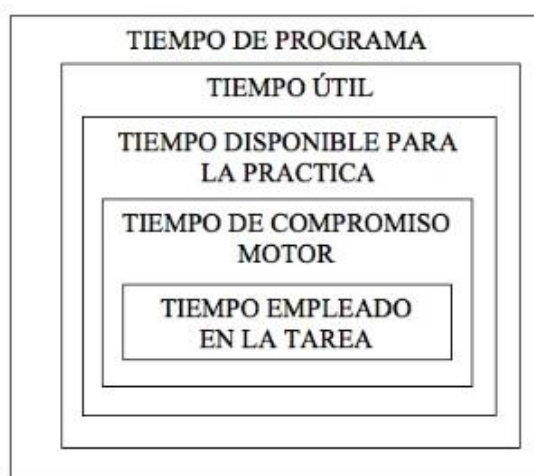 TIEMPO DE PROGRAMA
TIEMPO ÚTIL
TIEMPO DISPONIBLE PARA
LA PRACTICA
TIEMPO DE COMPROMISO
MOTOR
TIEMPO EMPLEADO
EN LA TAREA